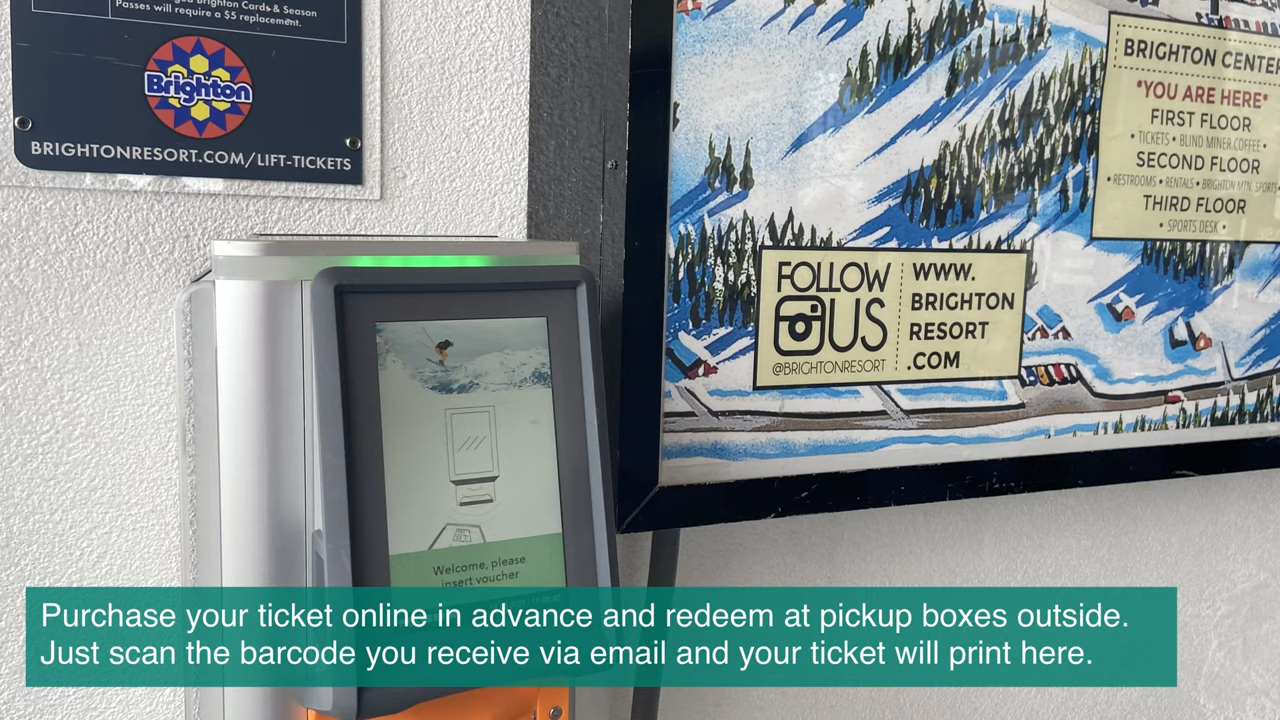 Brighton Cards & Season
Passes will require a $5 replacement.
Brighton
BRIGHTONRESORT.COM/LIFT-TICKETS
BRIGHTON CENTER
*YOU ARE HERE*
FIRST FLOOR
• TICKETS • BLIND MINER COFFEE •
SECOND FLOOR
• RESTROOMS • RENTALS • BRIGHTON MTN. SPORTS
THIRD FLOOR
• SPORTS DESK •
FOLLOW
US
@BRIGHTONRESORT
WWW.
BRIGHTON
RESORT
.COM
Welcome, please
insert voucher
Purchase your ticket online in advance and redeem at pickup boxes outside.
Just scan the barcode you receive via email and your ticket will print here.